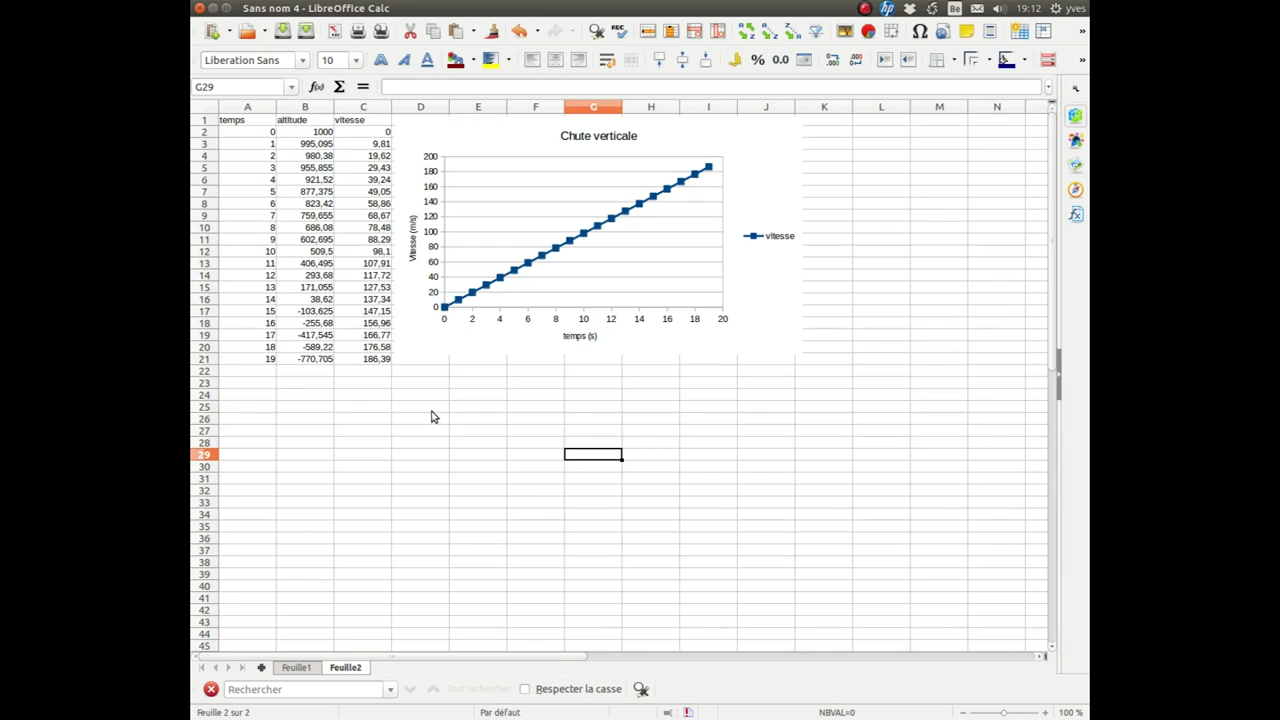 Sans nom 4 - LibreOffice Calc
Be
19:12
yves
Liberation Sans
10
%
0.0
G29
A B C D E F G H I J K L M N
1 temps altitude vitesse
2 0 1000 0
3 1 995,095 9,81
4 2 980,38 19,62
5 3 955,855 29,43
6 4 921,52 39,24
7 5 877,375 49,05
8 6 823,42 58,86
9 7 759,655 68,67
10 8 686,08 78,48
11 9 602,695 88,29
12 10 509,5 98,1
13 11 406,495 107,91
14 12 293,68 117,72
15 13 171,055 127,53
16 14 38,62 137,34
17 15 -103,625 147,15
18 16 -255,68 156,96
19 17 -417,545 166,77
20 18 -589,22 176,58
21 19 -770,705 186,39
22
23
24
25
26
27
28
29
30
31
32
33
34
35
36
37
38
39
40
41
42
43
44
45
Chute verticale
200
180
160
140
120
100
80
60
40
20
0
Vitesse (m/s)
0 2 4 6 8 10 12 14 16 18 20
temps (s)
vitesse
Feuille1 Feuille2
Rechercher
Tout rechercher
Respecter la casse
Feuille 2 sur 2
Par défaut
NBVAL=0
100 %